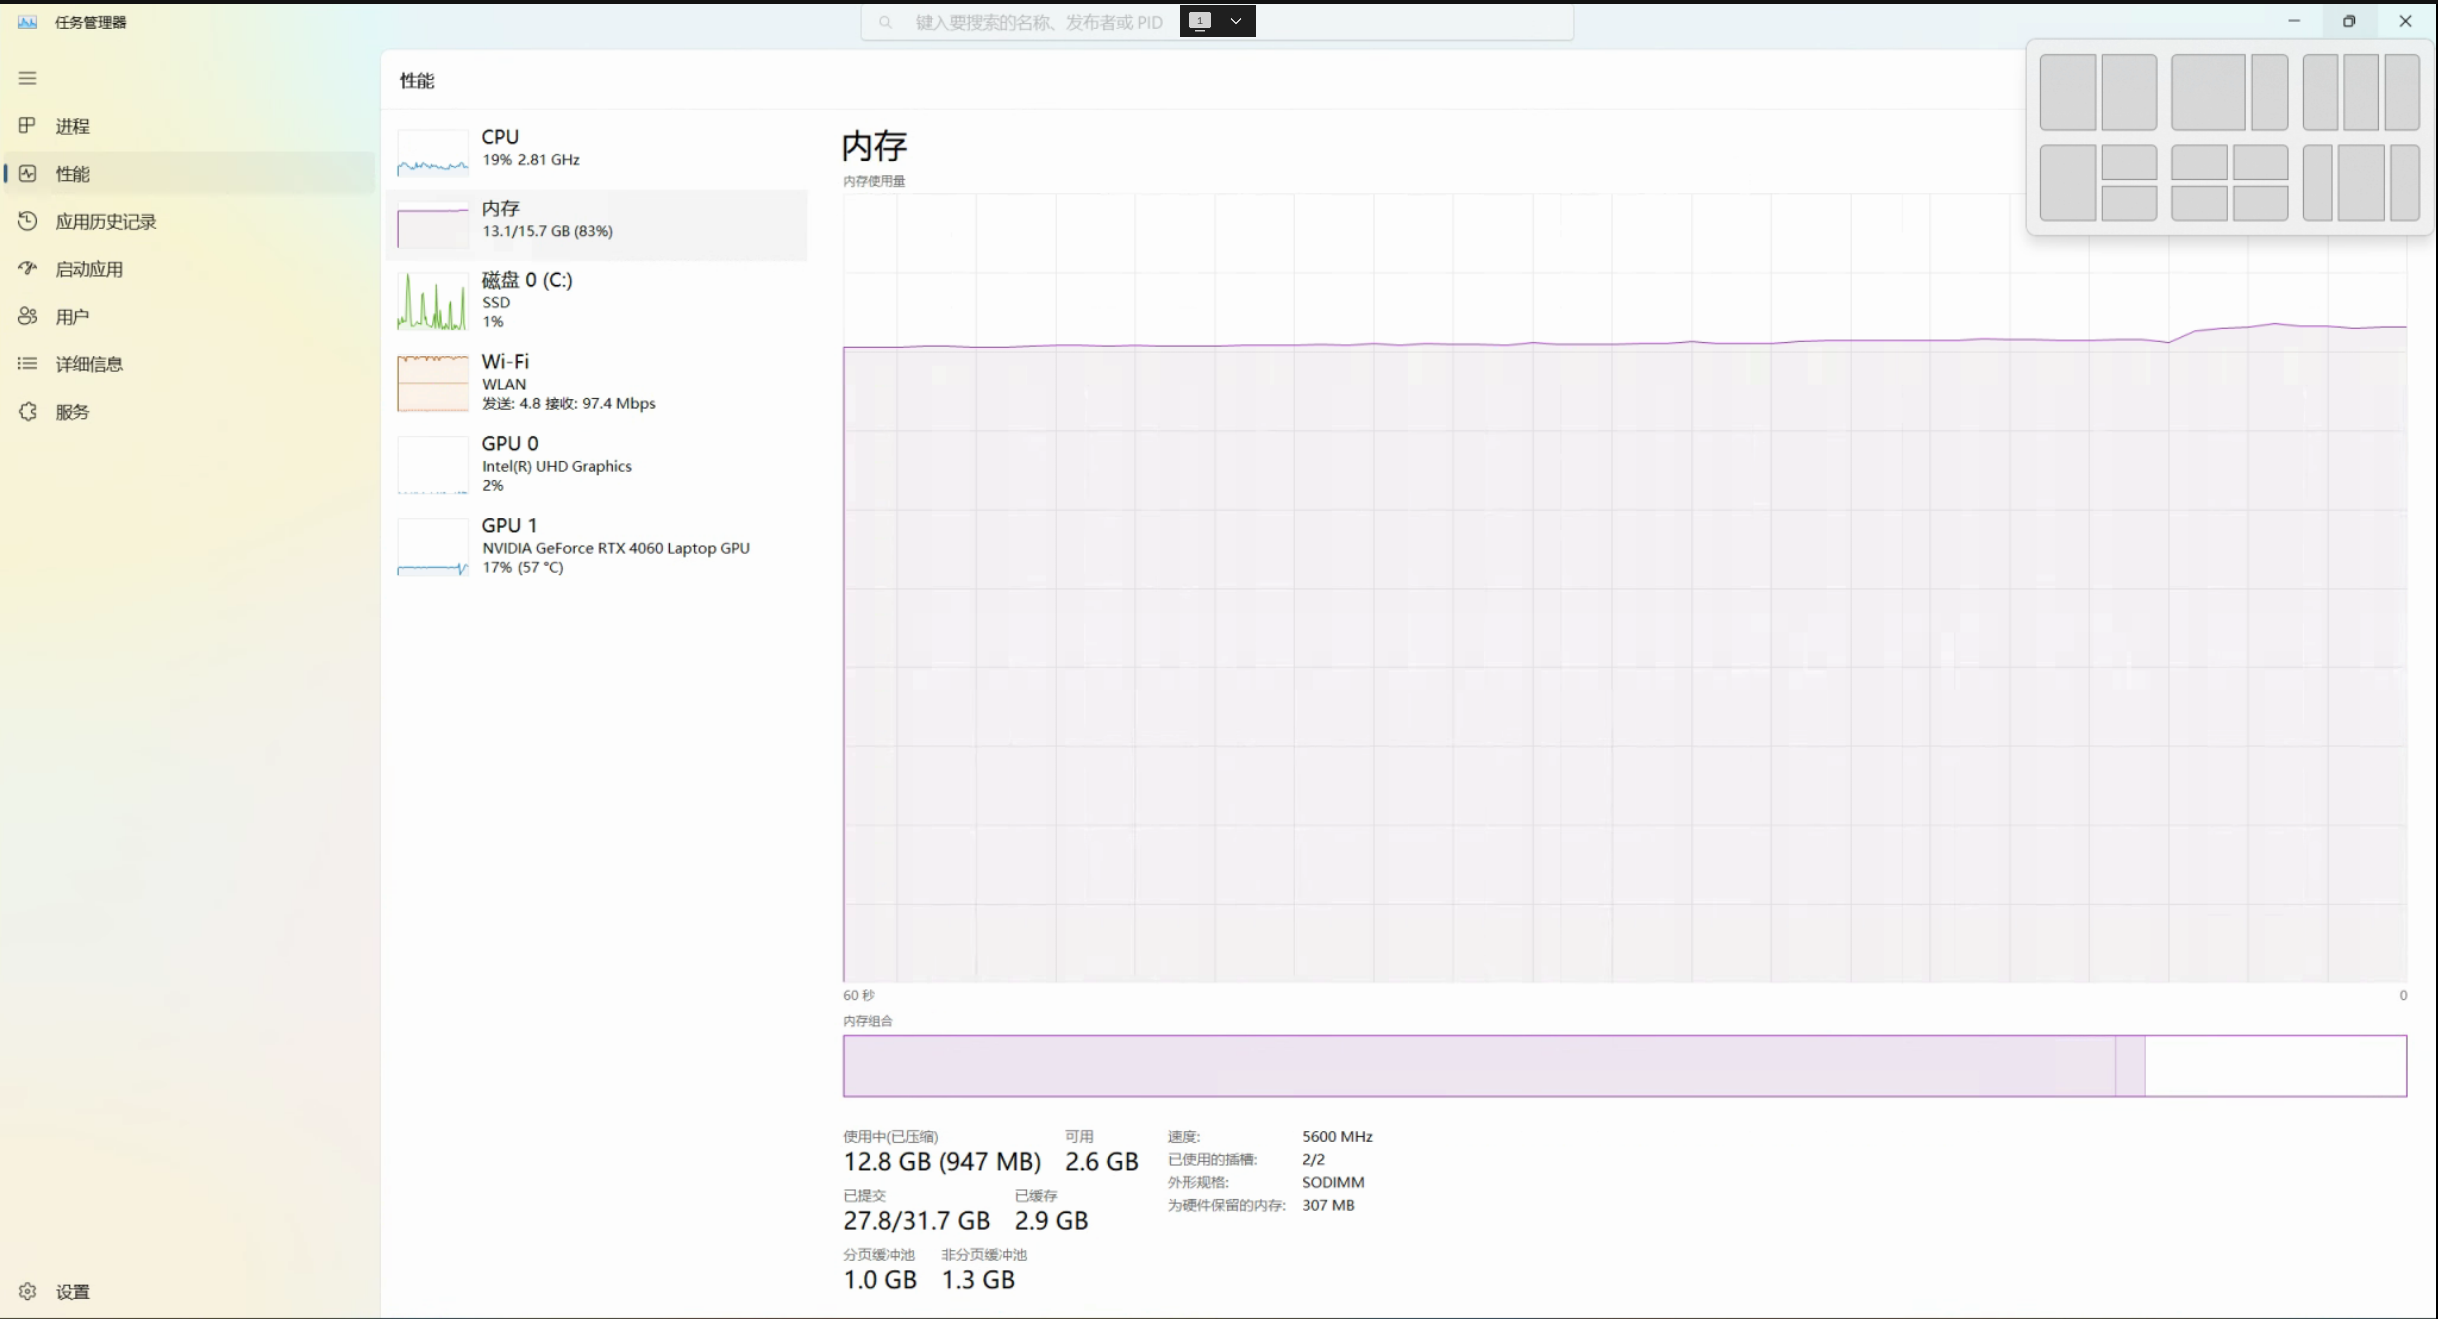 任务管理器
键入要搜索的名称、发布者或 PID
1
进程
性能
应用历史记录
启动应用
用户
详细信息
服务
设置
性能
CPU
19% 2.81 GHz
内存
13.1/15.7 GB (83%)
磁盘 0 (C:)
SSD
1%
Wi-Fi
WLAN
发送: 4.8 接收: 97.4 Mbps
GPU 0
Intel(R) UHD Graphics
2%
GPU 1
NVIDIA GeForce RTX 4060 Laptop GPU
17% (57 °C)
内存
内存使用量
60 秒 0
内存组合
使用中(已压缩) 可用
12.8 GB (947 MB) 2.6 GB
已提交 已缓存
27.8/31.7 GB 2.9 GB
分页缓冲池 非分页缓冲池
1.0 GB 1.3 GB
速度: 5600 MHz
已使用的插槽: 2/2
外形规格: SODIMM
为硬件保留的内存: 307 MB